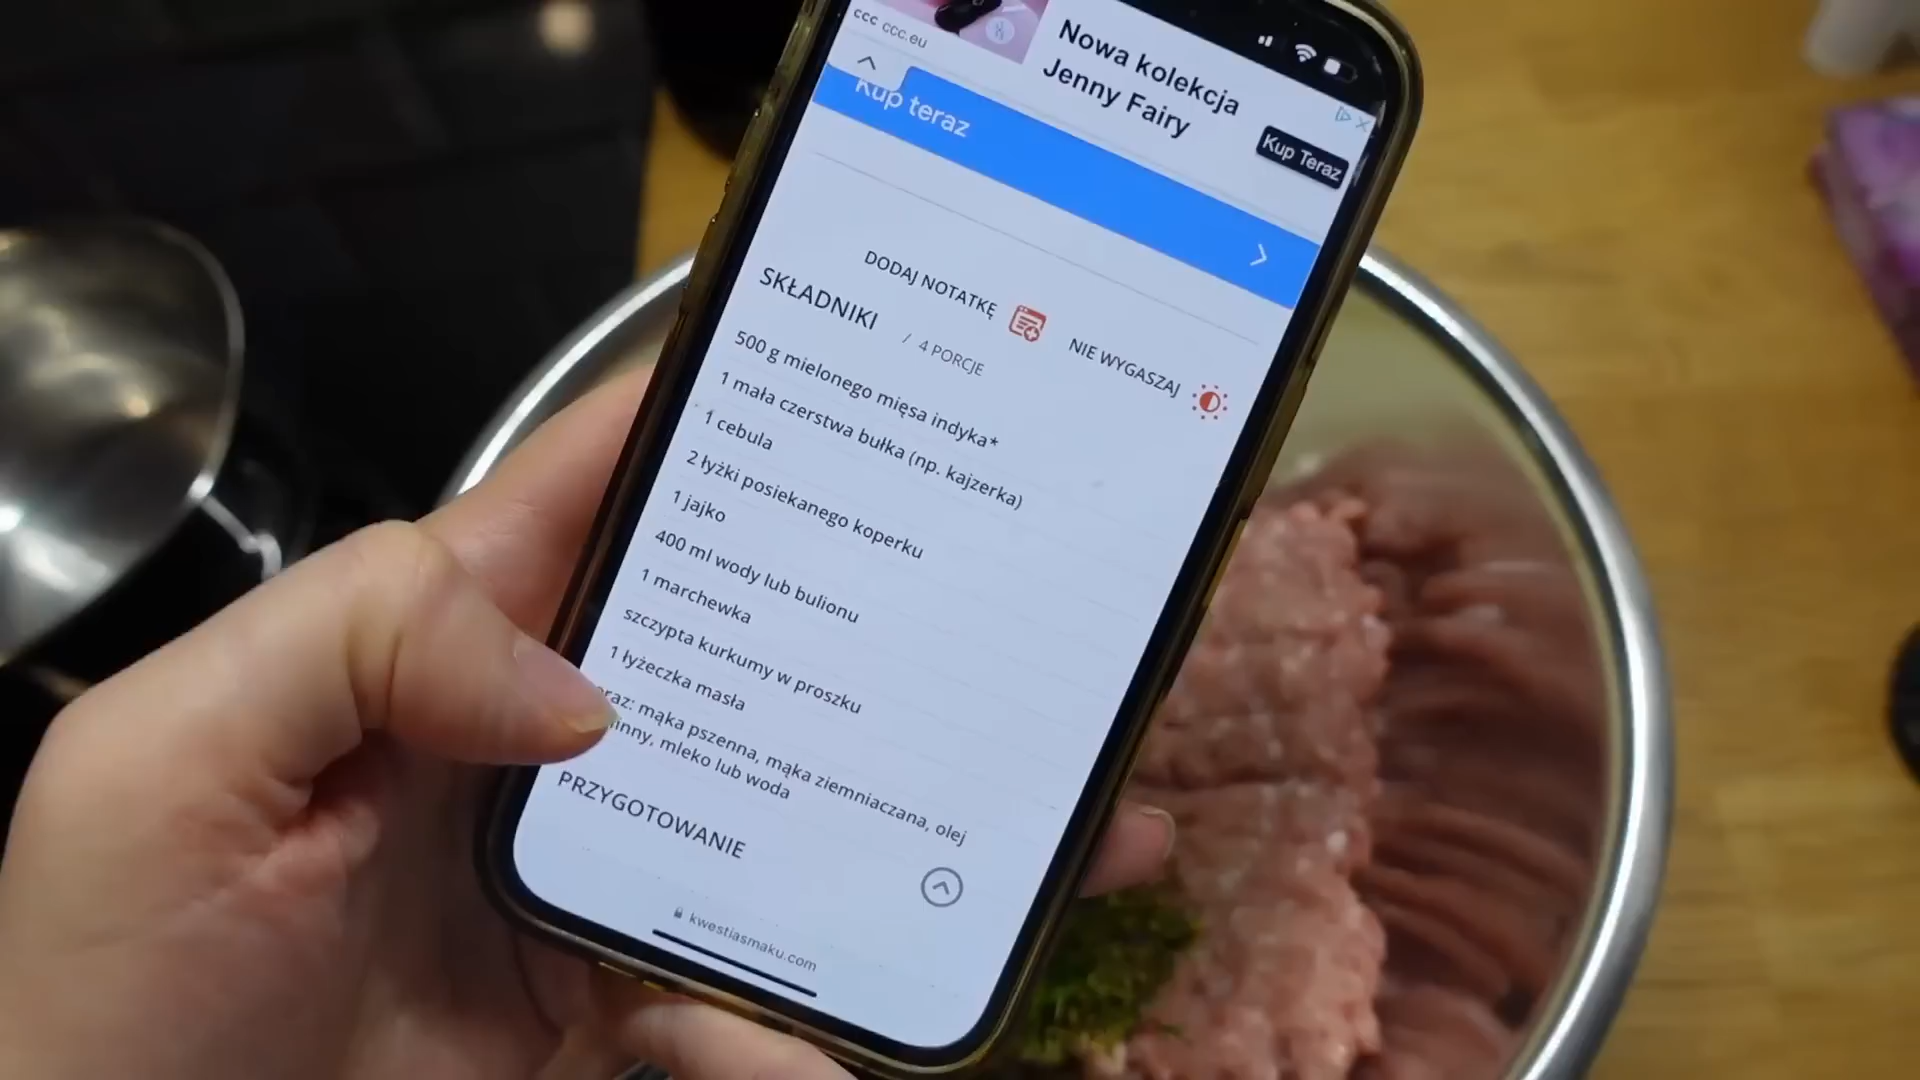 ccc ccc.eu
Nowa kolekcja
Jenny Fairy
Kup Teraz
Kup teraz
DODAJ NOTATKĘ
NIE WYGASZAJ
SKŁADNIKI
/ 4 PORCJE
500 g mielonego mięsa indyka*
1 mała czerstwa bułka (np. kajzerka)
1 cebula
2 łyżki posiekanego koperku
1 jajko
400 ml wody lub bulionu
1 marchewka
szczypta kurkumy w proszku
1 łyżeczka masła
oraz: mąka pszenna, mąka ziemniaczana, olej
mleko lub woda
PRZYGOTOWANIE
kwestiasmaku.com